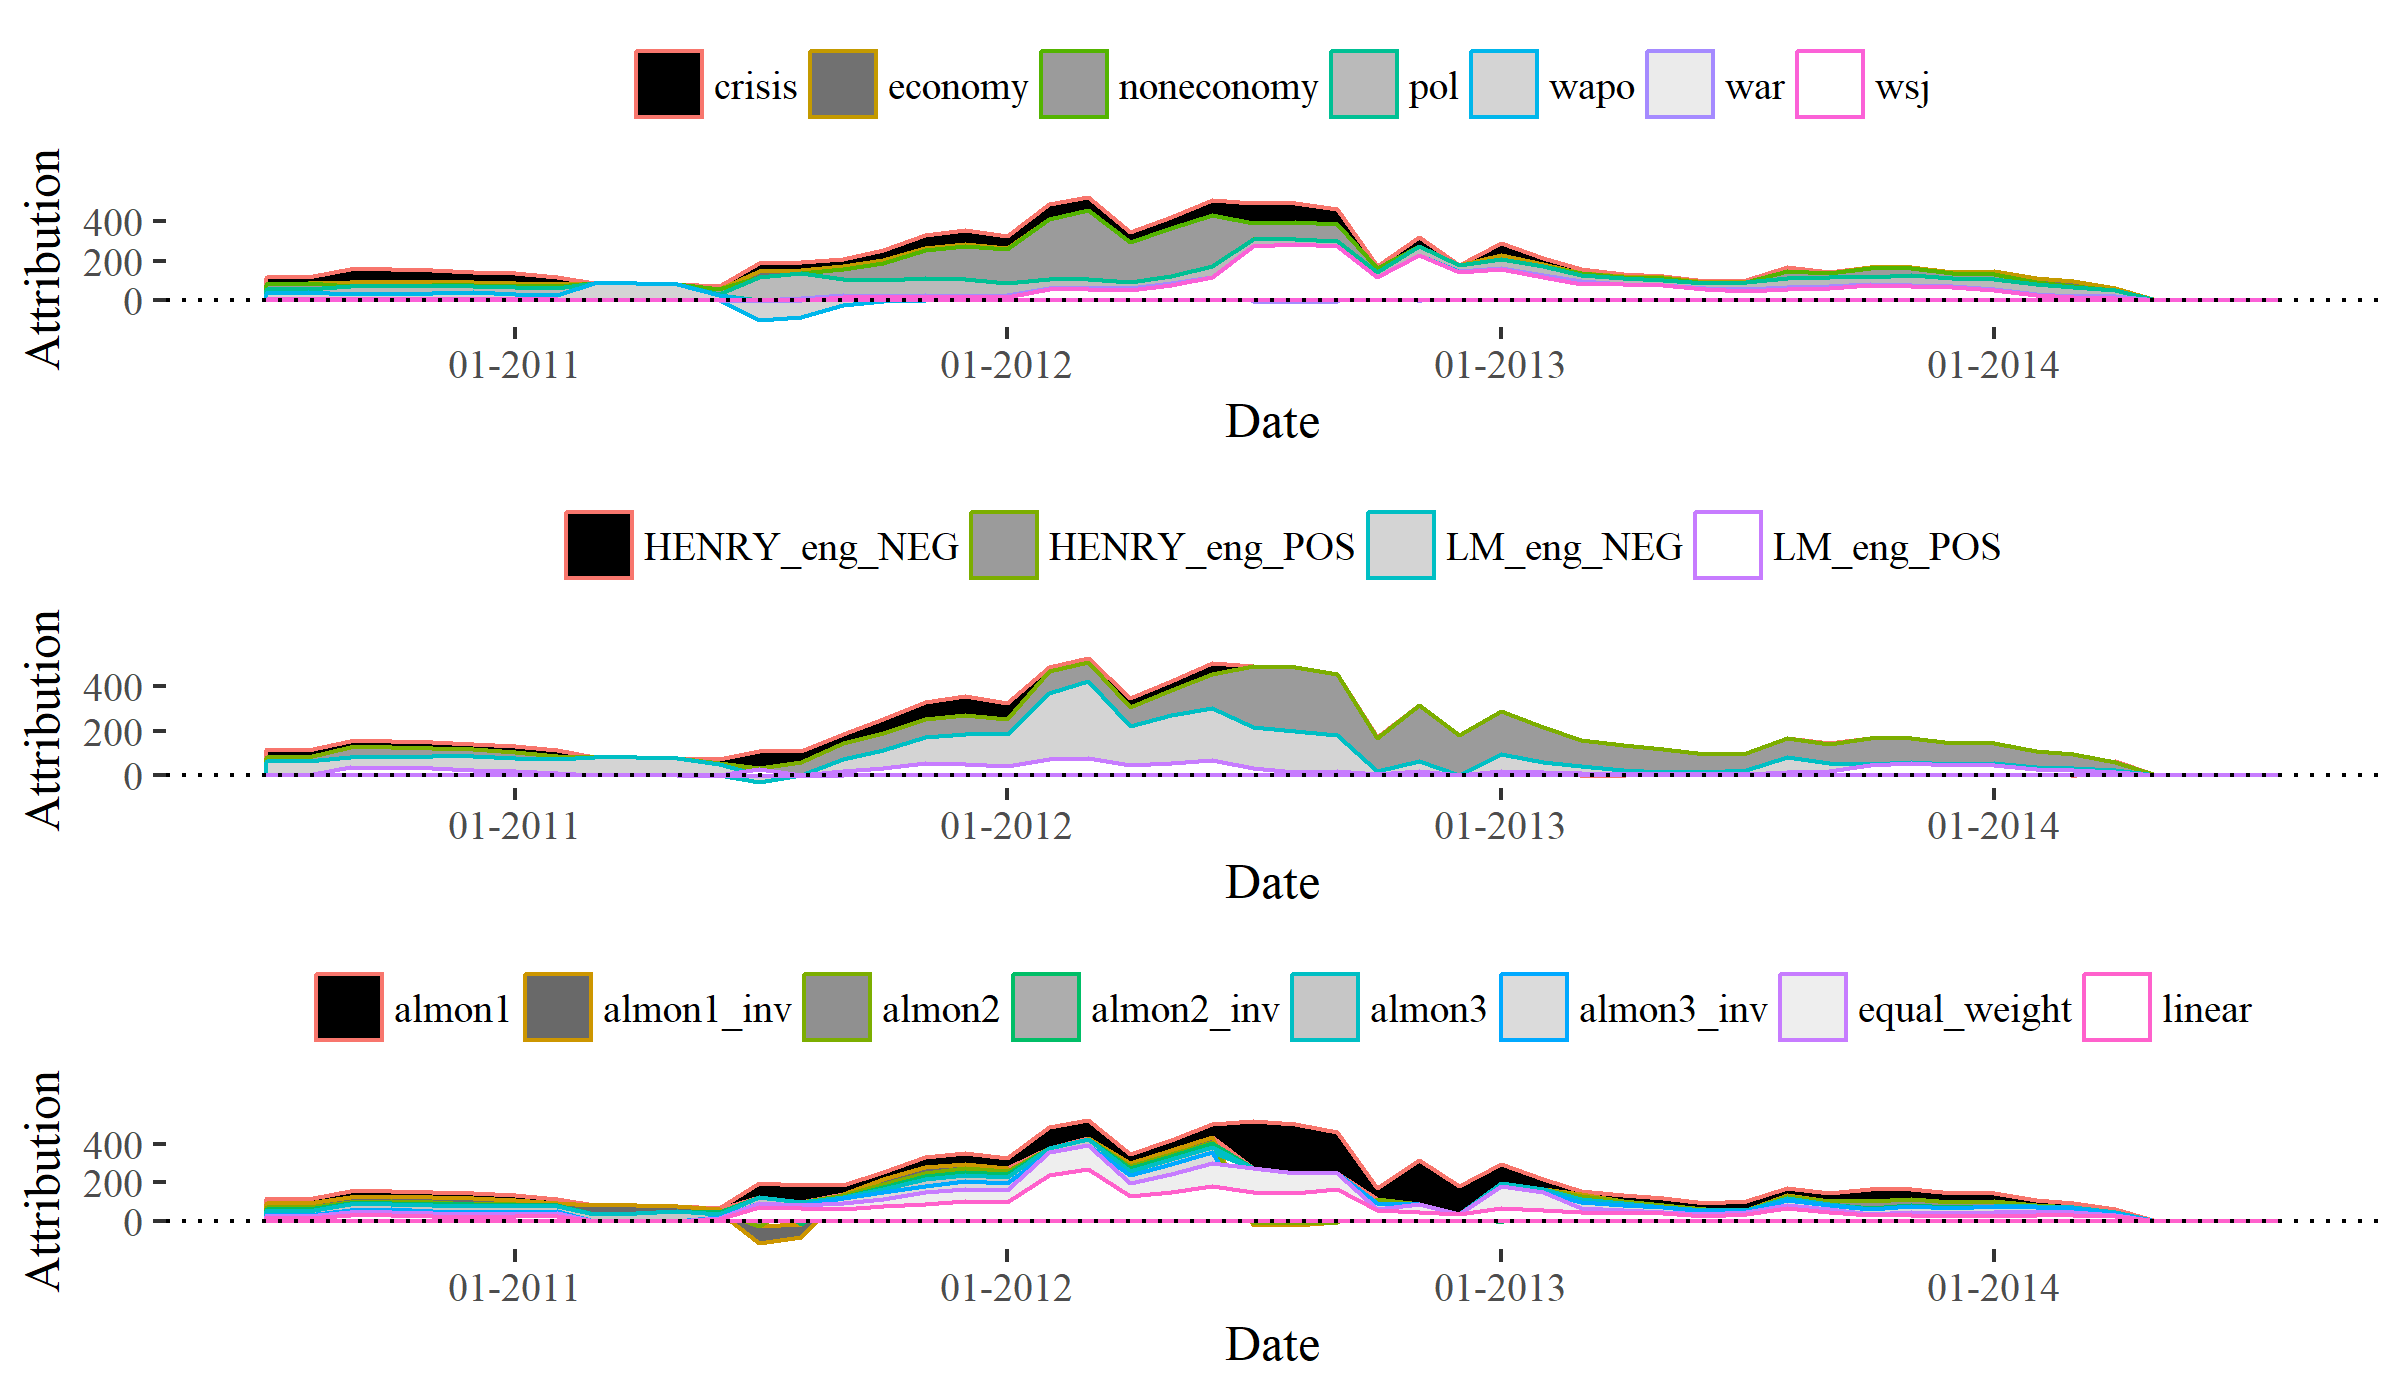 crisis economy noneconomy pol wapo war wsj
Attribution
400
200
0
01-2011 01-2012 01-2013 01-2014
Date
HENRY_eng_NEG HENRY_eng_POS LM_eng_NEG LM_eng_POS
Attribution
400
200
0
01-2011 01-2012 01-2013 01-2014
Date
almon1 almon1_inv almon2 almon2_inv almon3 almon3_inv equal_weight linear
Attribution
400
200
0
01-2011 01-2012 01-2013 01-2014
Date